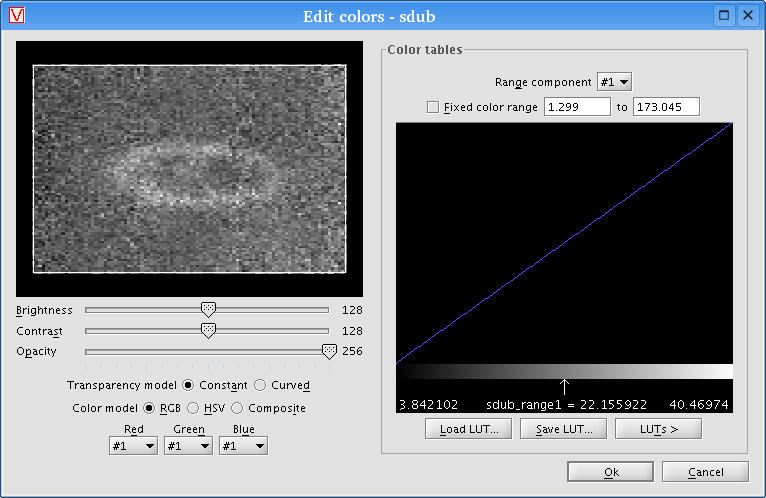 Edit colors - sdub
Color tables
Range component #1
Fixed color range 1.299 to 173.045
Brightness 128
Contrast 128
Opacity 256
Transparency model Constant Curved
Color model RGB HSV Composite
Red Green Blue
#1 #1 #1
3.842102 sdub_range1 = 22.155922 40.46974
Load LUT... Save LUT... LUTs >
Ok Cancel